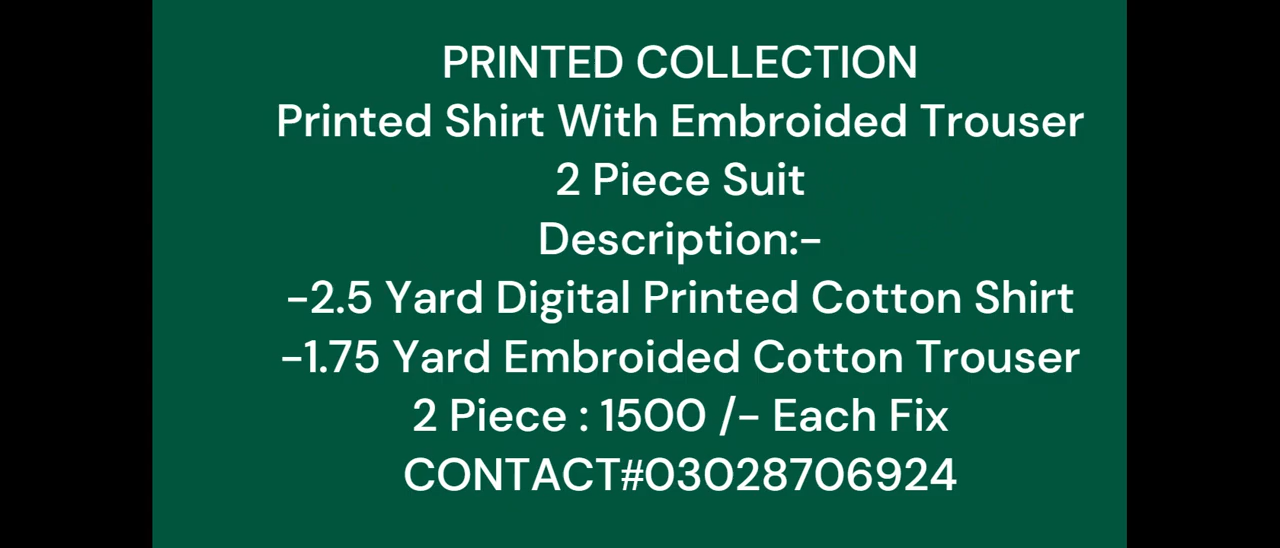 PRINTED COLLECTION
Printed Shirt With Embroided Trouser
2 Piece Suit
Description:-
-2.5 Yard Digital Printed Cotton Shirt
-1.75 Yard Embroided Cotton Trouser
2 Piece : 1500 /- Each Fix
CONTACT#03028706924